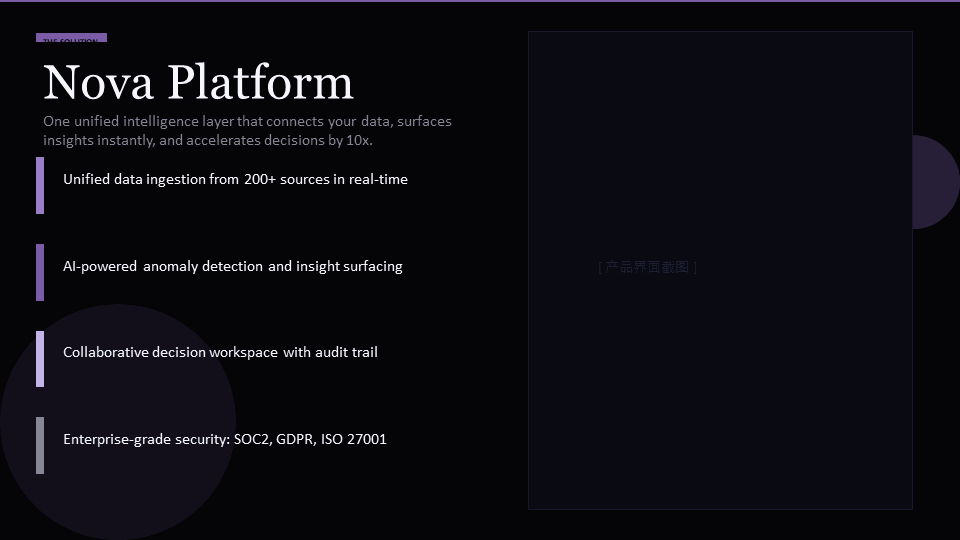 THE SOLUTION
Nova Platform
One unified intelligence layer that connects your data, surfaces
insights instantly, and accelerates decisions by 10x.
Unified data ingestion from 200+ sources in real-time
AI-powered anomaly detection and insight surfacing
Collaborative decision workspace with audit trail
Enterprise-grade security: SOC2, GDPR, ISO 27001
[ 产品界面截图 ]